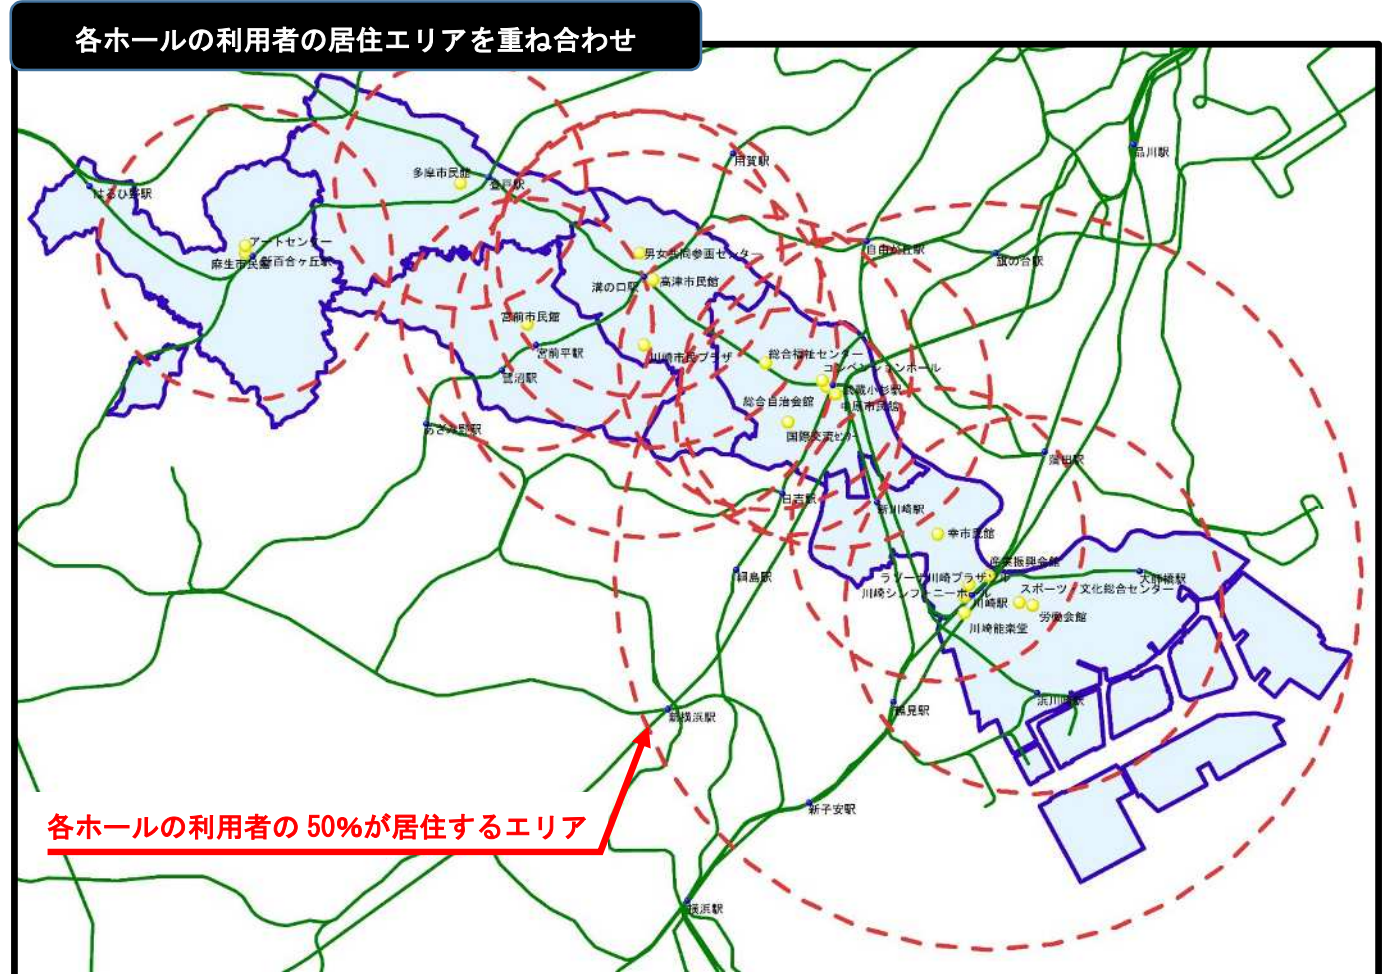 各ホールの利用者の居住エリアを重ね合わせ
用賀駅
品川駅
多摩市民館
登戸駅
はるひ野駅
アートセンター
麻生市民館
新百合ヶ丘駅
男女共同参画センター
自由が丘駅
旗の台駅
溝の口駅
高津市民館
宮前市民館
宮前平駅
川崎市民プラザ
総合福祉センター
コンベンションホール
鷺沼駅
武蔵小杉駅
総合自治会館
中原市民館
あざみ野駅
国際交流センター
蒲田駅
日吉駅
新川崎駅
幸市民館
綱島駅
産業振興会館
ラゾーナ川崎プラザソル
大師橋駅
川崎シンフォニーホール
スポーツ・文化総合センター
川崎駅
労働会館
川崎能楽堂
浜川崎駅
新横浜駅
鶴見駅
新子安駅
各ホールの利用者の 50%が居住するエリア
横浜駅